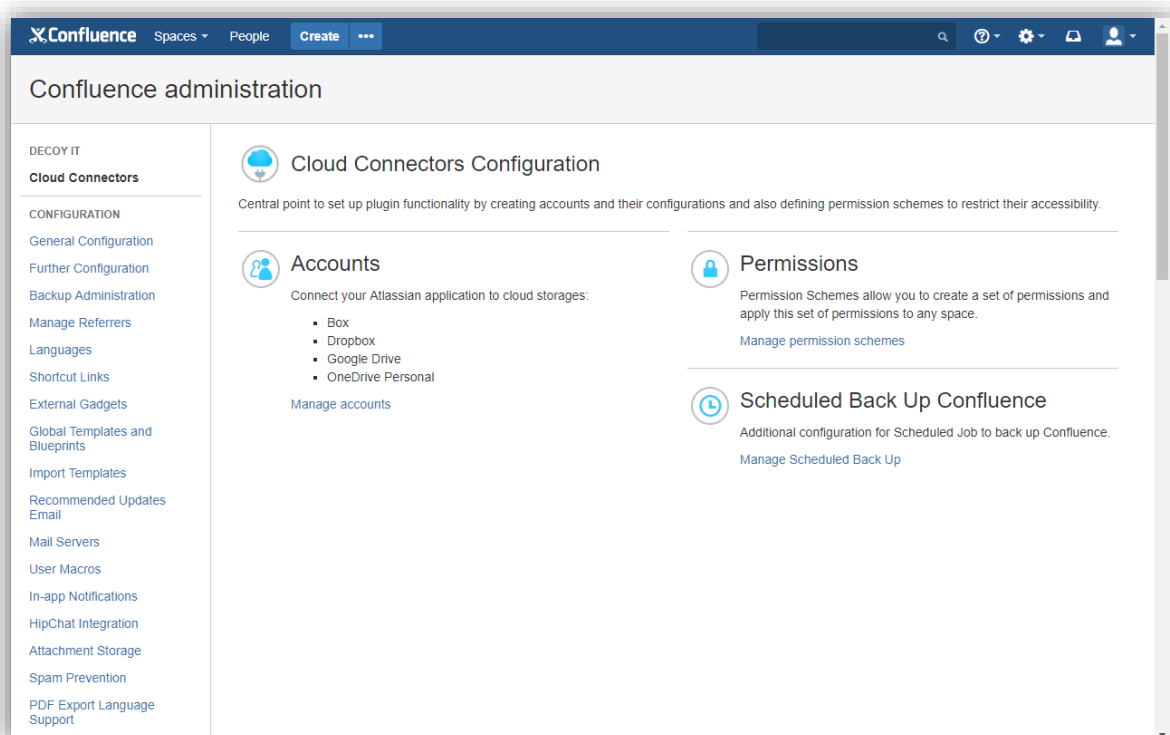 Confluence Spaces People Create
Confluence administration
DECOY IT
Cloud Connectors
CONFIGURATION
General Configuration
Further Configuration
Backup Administration
Manage Referrers
Languages
Shortcut Links
External Gadgets
Global Templates and
Blueprints
Import Templates
Recommended Updates
Email
Mail Servers
User Macros
In-app Notifications
HipChat Integration
Attachment Storage
Spam Prevention
PDF Export Language
Support
Cloud Connectors Configuration
Central point to set up plugin functionality by creating accounts and their configurations and also defining permission schemes to restrict their accessibility.
Accounts
Connect your Atlassian application to cloud storages:
Box
Dropbox
Google Drive
OneDrive Personal
Manage accounts
Permissions
Permission Schemes allow you to create a set of permissions and
apply this set of permissions to any space.
Manage permission schemes
Scheduled Back Up Confluence
Additional configuration for Scheduled Job to back up Confluence.
Manage Scheduled Back Up